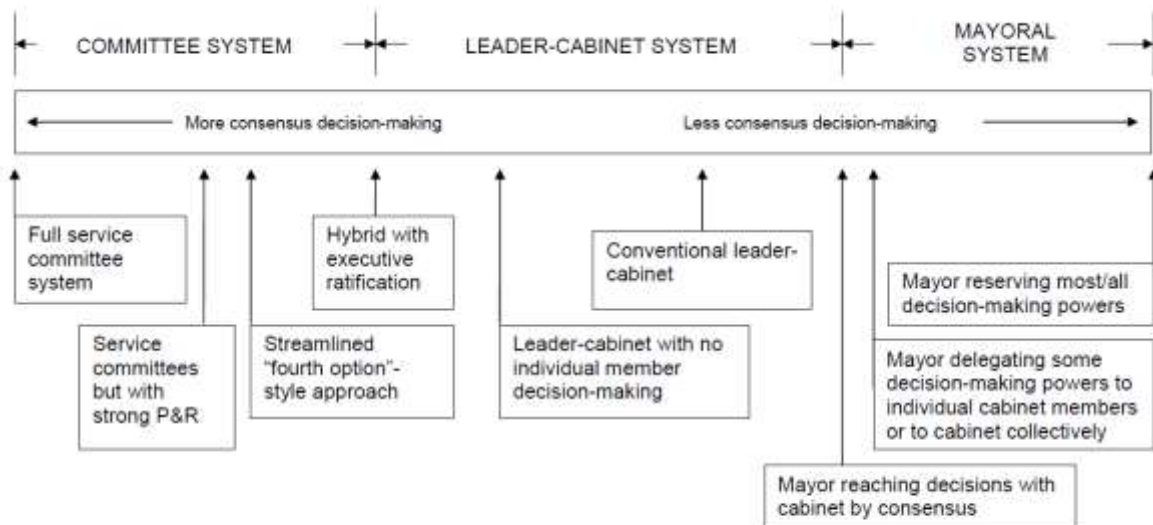 COMMITTEE SYSTEM
LEADER-CABINET SYSTEM
MAYORAL
SYSTEM
More consensus decision-making
Less consensus decision-making
Full service
committee
system
Service
committees
but with
strong P&R
Streamlined
“fourth option”-
style approach
Hybrid with
executive
ratification
Leader-cabinet with no
individual member
decision-making
Conventional leader-
cabinet
Mayor reaching decisions with
cabinet by consensus
Mayor delegating some
decision-making powers to
individual cabinet members
or to cabinet collectively
Mayor reserving most/all
decision-making powers